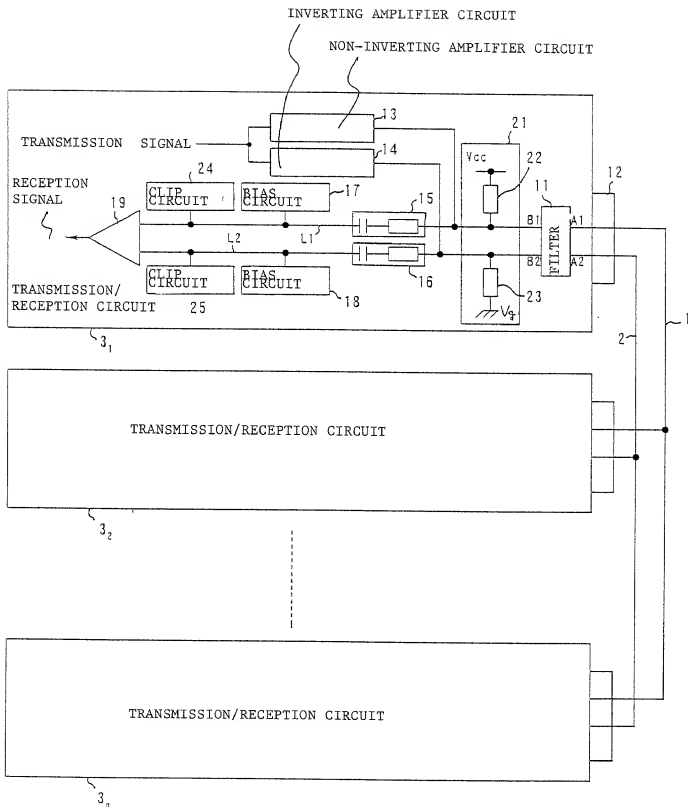 INVERTING AMPLIFIER CIRCUIT
NON-INVERTING AMPLIFIER CIRCUIT
13
TRANSMISSION SIGNAL
14
21
Vcc
22
11
12
RECEPTION
SIGNAL
24
17
19
CLIP
CIRCUIT
BIAS
CIRCUIT
15
L1
L2
B1
A1
FILTER
B2
A2
CLIP
CIRCUIT
BIAS
CIRCUIT
16
23
TRANSMISSION/
RECEPTION CIRCUIT
25
18
Vg
2
1
3₁
TRANSMISSION/RECEPTION CIRCUIT
3₂
TRANSMISSION/RECEPTION CIRCUIT